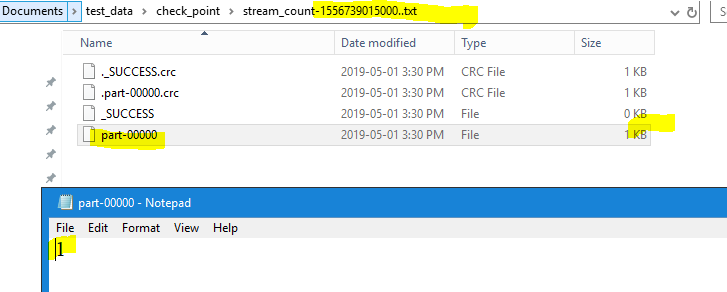 Documents > test_data > check_point > stream_count-1556739015000..txt S
Name Date modified Type Size
._SUCCESS.crc 2019-05-01 3:30 PM CRC File 1 KB
.part-00000.crc 2019-05-01 3:30 PM CRC File 1 KB
_SUCCESS 2019-05-01 3:30 PM File 0 KB
part-00000 2019-05-01 3:30 PM File 1 KB
part-00000 - Notepad
File Edit Format View Help
1